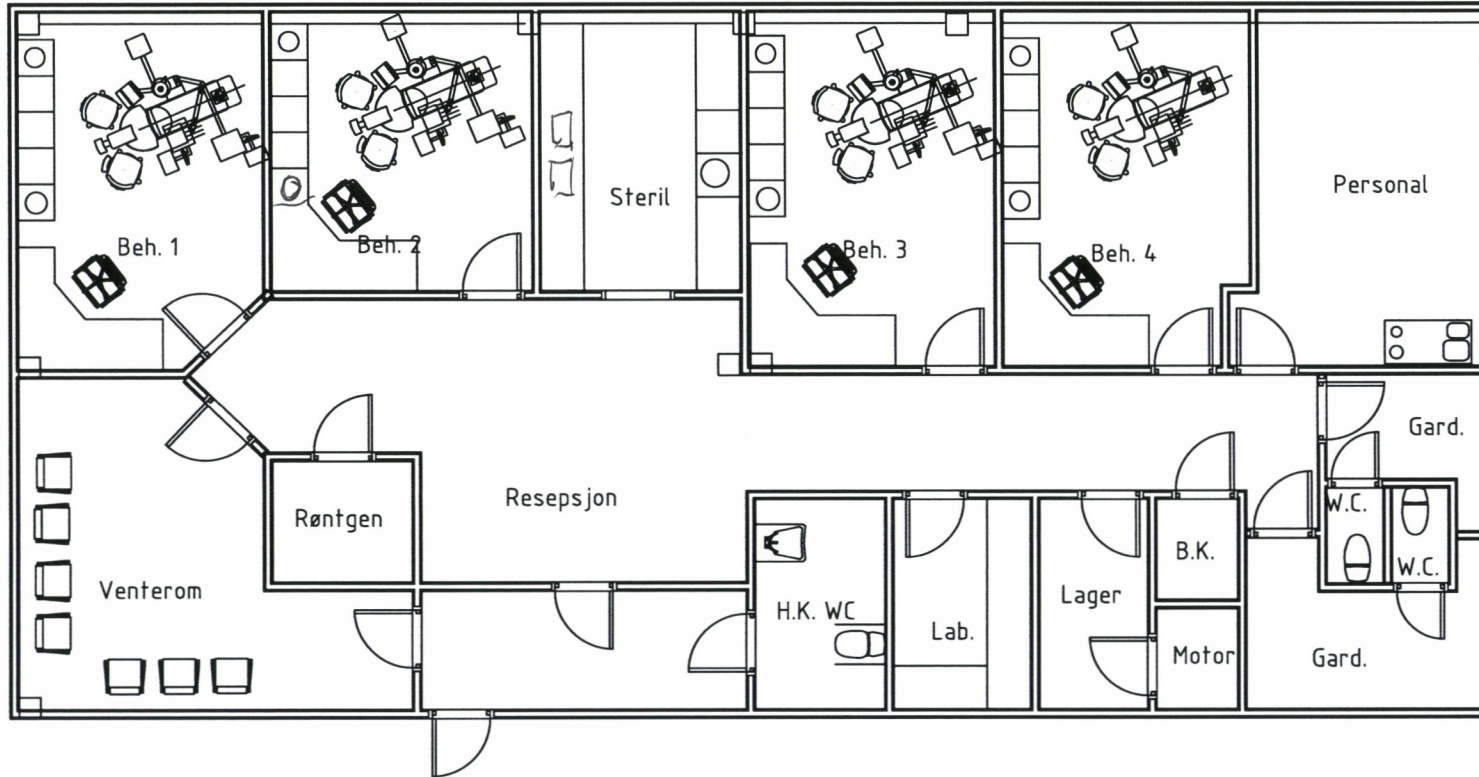 Beh. 1
Beh. 2
Steril
Beh. 3
Beh. 4
Personal
Gard.
Røntgen
Resepsjon
W.C.
W.C.
B.K.
Venterom
H.K. WC
Lab.
Lager
Motor
Gard.